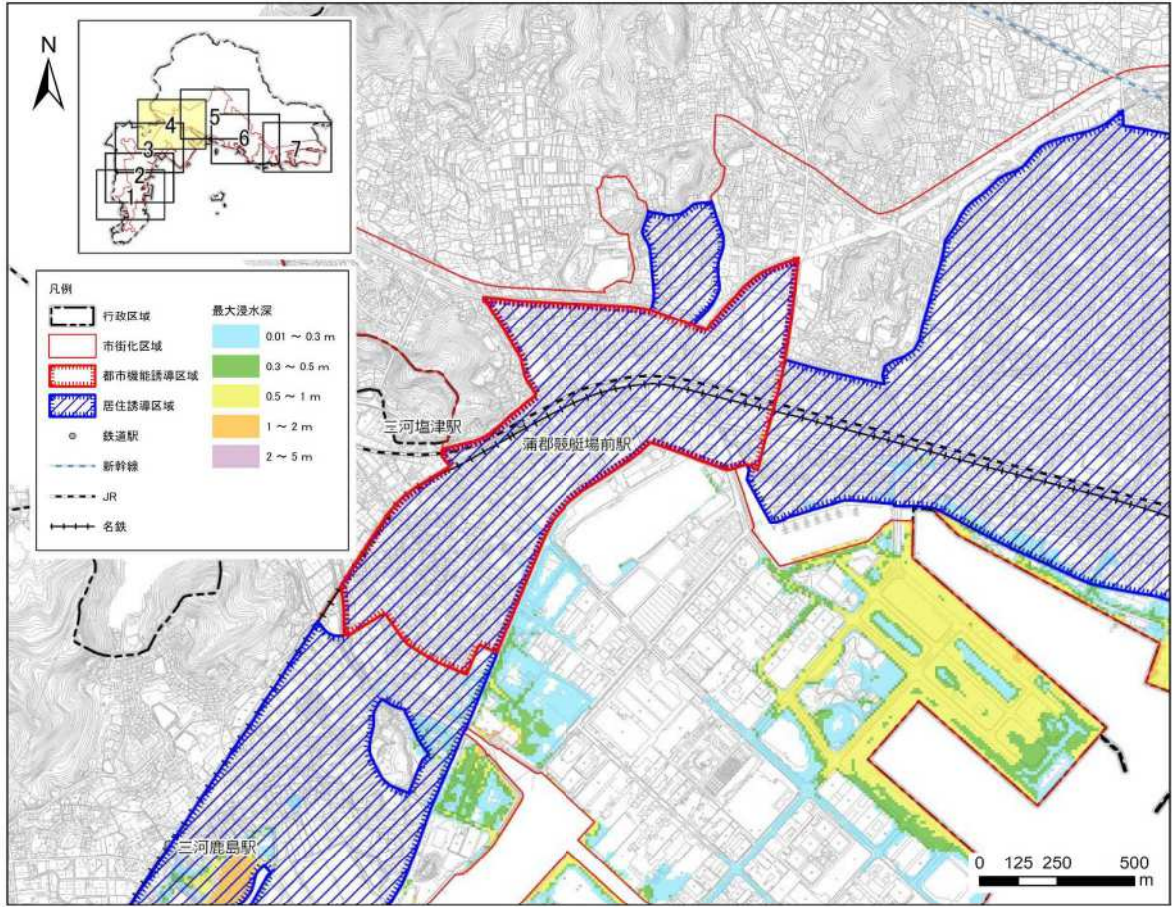 N
4
5
3
6
7
2
1
凡例
行政区域
市街化区域
都市機能誘導区域
居住誘導区域
鉄道駅
新幹線
JR
名鉄
最大浸水深
0.01 ～ 0.3 m
0.3 ～ 0.5 m
0.5 ～ 1 m
1 ～ 2 m
2 ～ 5 m
三河塩津駅
蒲郡競艇場前駅
三河鹿島駅
0 125 250 500
m